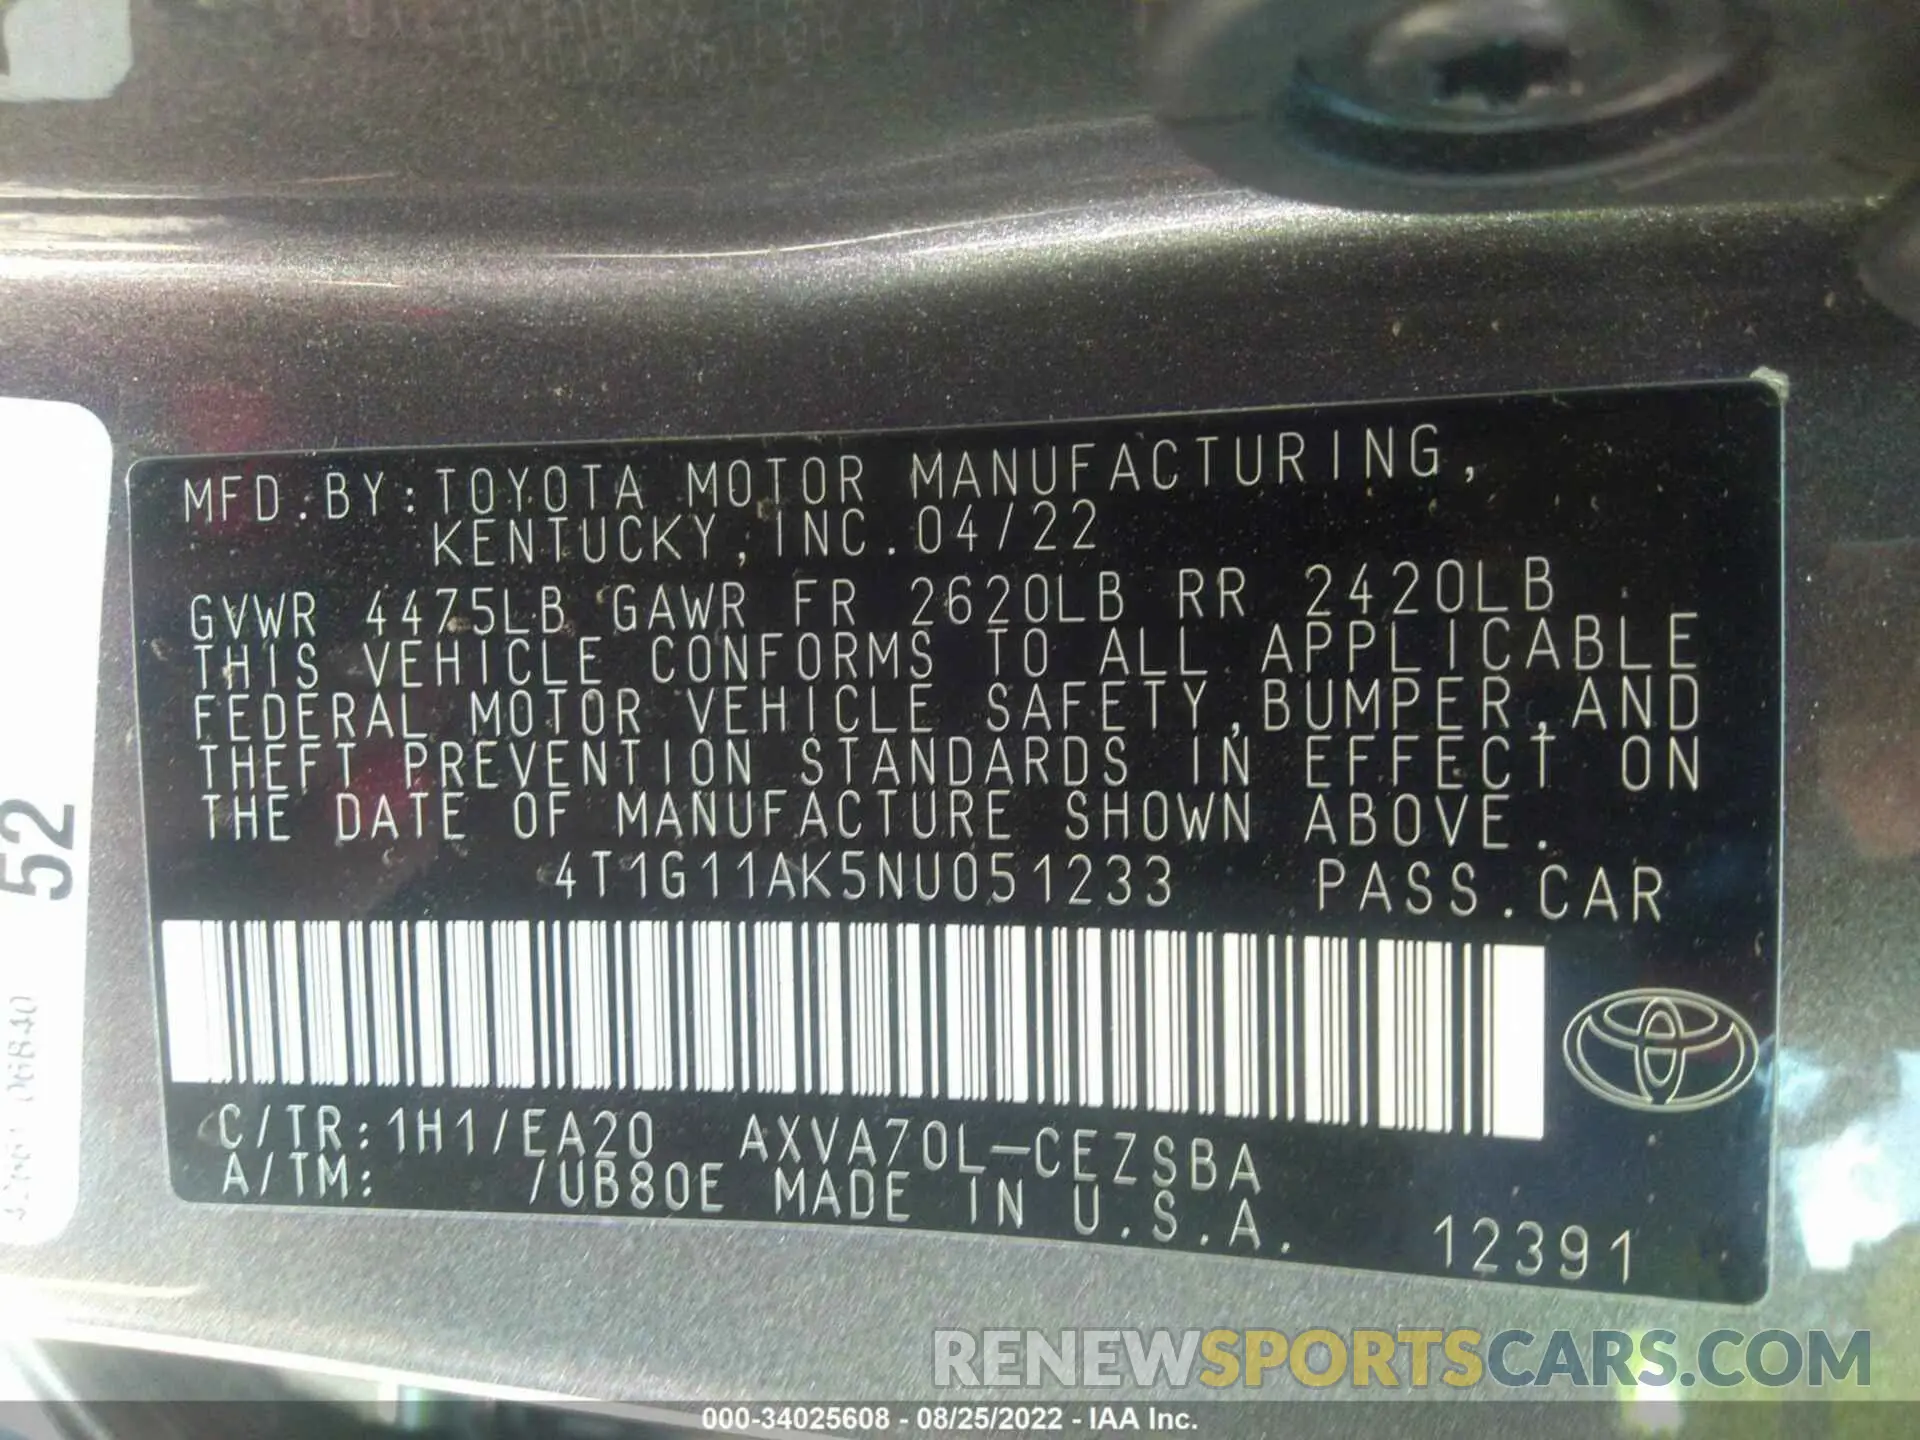 MFD.BY:TOYOTA MOTOR MANUFACTURING,
KENTUCKY,INC.04/22
GVWR 4475LB GAWR FR 2620LB RR 2420LB
THIS VEHICLE CONFORMS TO ALL APPLICABLE
FEDERAL MOTOR VEHICLE SAFETY,BUMPER,AND
THEFT PREVENTION STANDARDS IN EFFECT ON
THE DATE OF MANUFACTURE SHOWN ABOVE.
4T1G11AK5NU051233 PASS.CAR
C/TR:1H1/EA20 AXVA70L-CEZSBA
A/TM: /UB80E MADE IN U.S.A.
12391
52
06B40
RENEWSPORTSCARS.COM
000-34025608 - 08/25/2022 - IAA Inc.